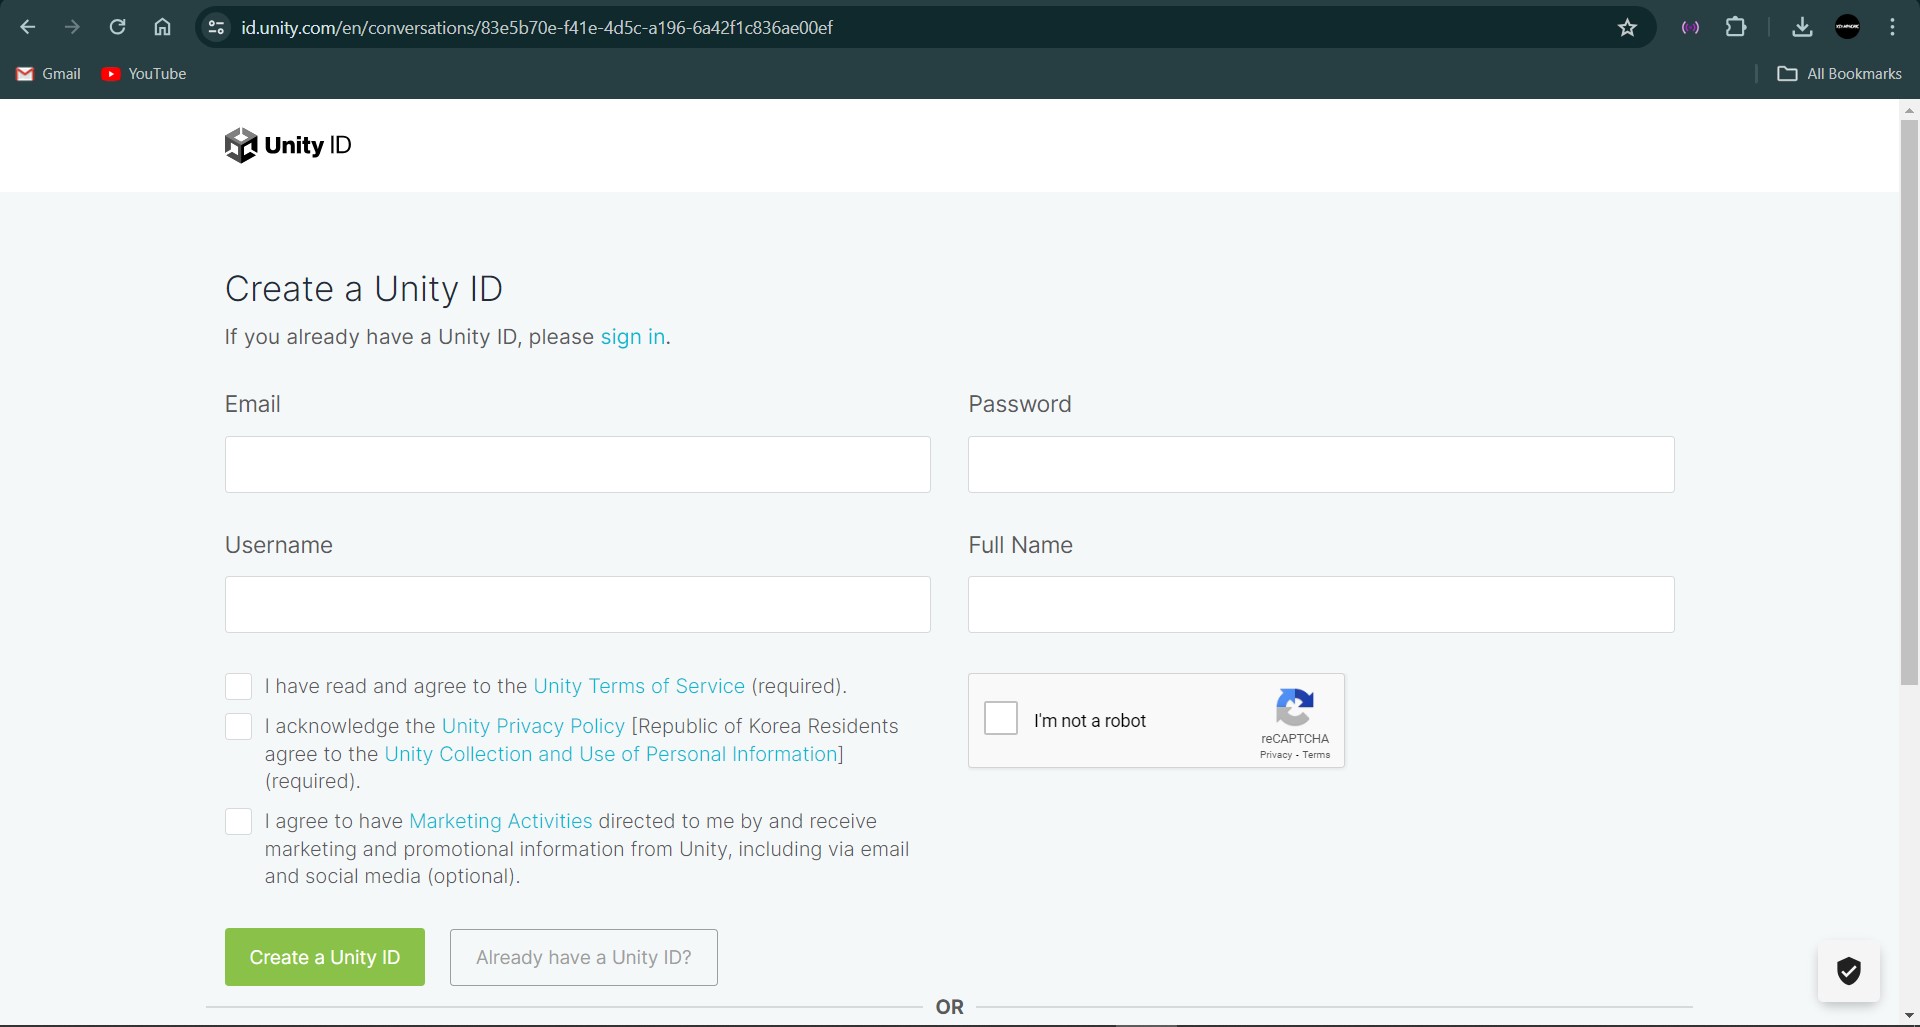 id.unity.com/en/conversations/83e5b70e-f41e-4d5c-a196-6a42f1c836ae00ef
Gmail
YouTube
All Bookmarks
Unity ID
Create a Unity ID
If you already have a Unity ID, please sign in.
Email
Password
Username
Full Name
I have read and agree to the Unity Terms of Service (required).
I acknowledge the Unity Privacy Policy [Republic of Korea Residents
agree to the Unity Collection and Use of Personal Information]
(required).
I agree to have Marketing Activities directed to me by and receive
marketing and promotional information from Unity, including via email
and social media (optional).
I'm not a robot
reCAPTCHA
Privacy - Terms
Create a Unity ID
Already have a Unity ID?
OR